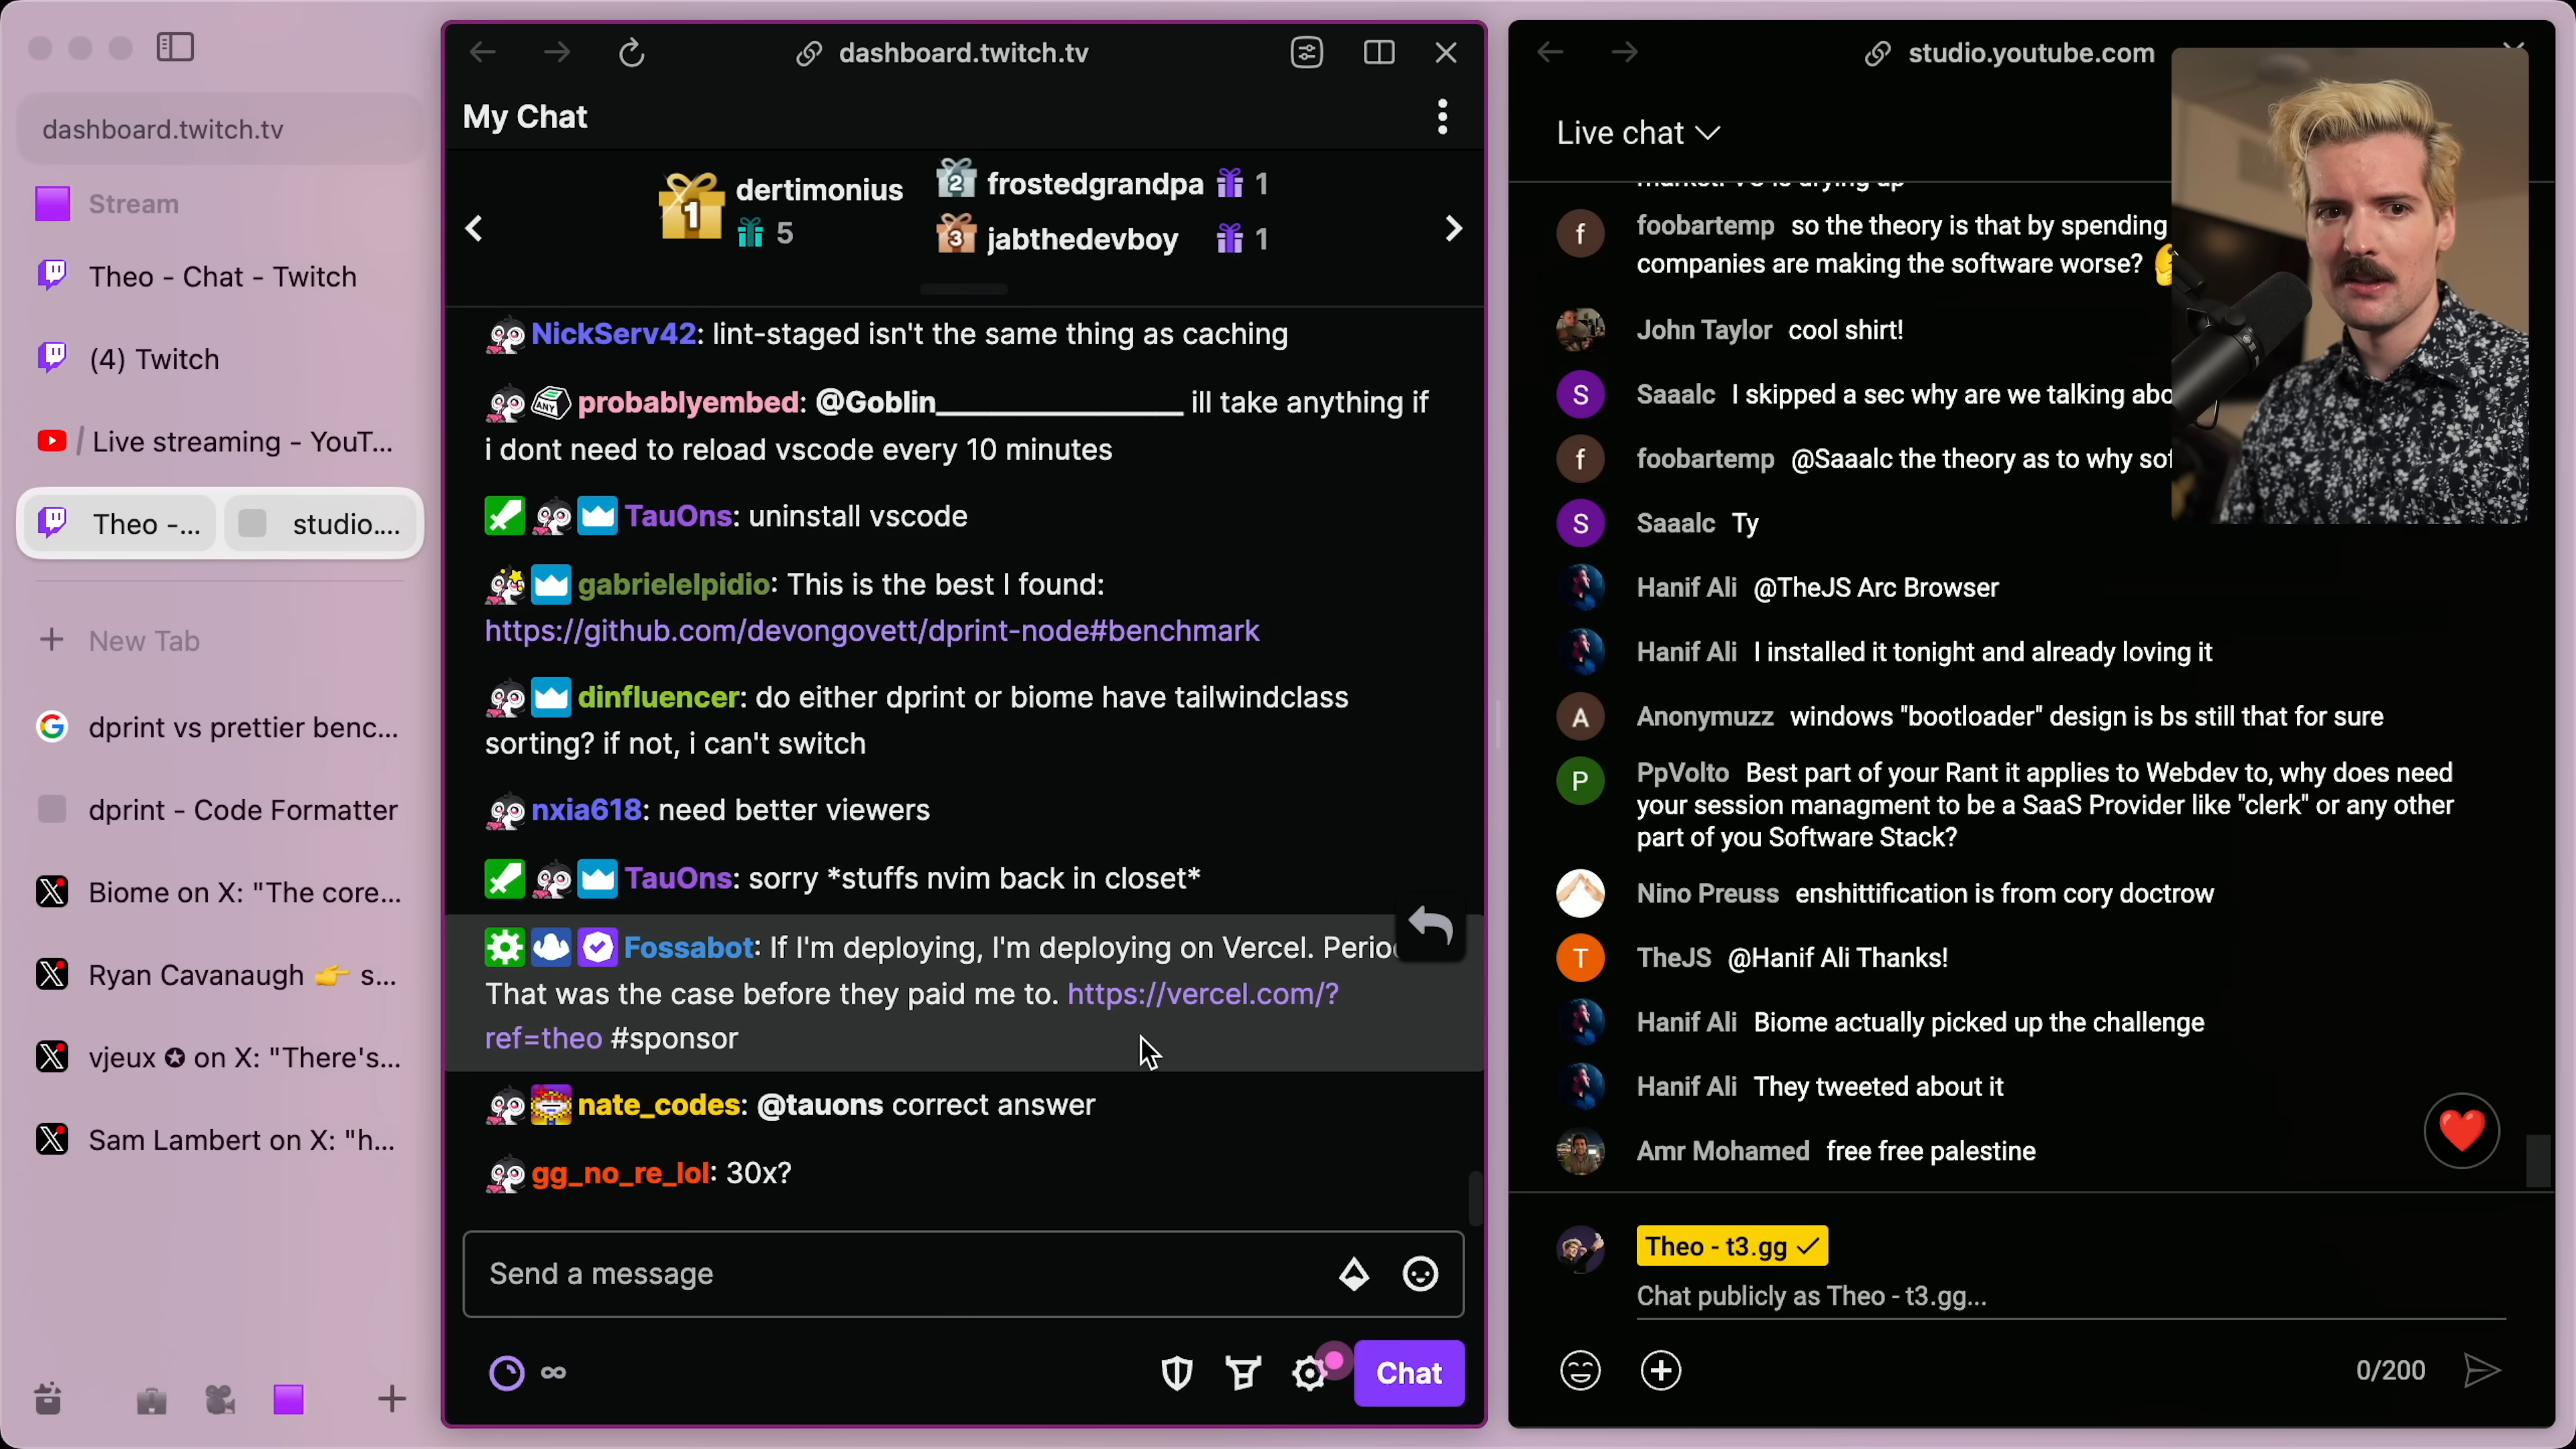 dashboard.twitch.tv
Stream
Theo - Chat - Twitch
(4) Twitch
/ Live streaming - YouT...
Theo -...
studio....
New Tab
dprint vs prettier benc...
dprint - Code Formatter
Biome on X: "The core...
Ryan Cavanaugh 👉 s...
vjeux ✪ on X: "There's...
Sam Lambert on X: "h...
dashboard.twitch.tv
My Chat
1
dertimonius
5
2
frostedgrandpa 1
3
jabthedevboy 1
NickServ42: lint-staged isn't the same thing as caching
ANY probablyembed: @Goblin_______________ ill take anything if
i dont need to reload vscode every 10 minutes
TauOns: uninstall vscode
gabrielelpidio: This is the best I found:
https://github.com/devongovett/dprint-node#benchmark
dinfluencer: do either dprint or biome have tailwindclass
sorting? if not, i can't switch
nxia618: need better viewers
TauOns: sorry *stuffs nvim back in closet*
Fossabot: If I'm deploying, I'm deploying on Vercel.
That was the case before they paid me to. https://vercel.com/?
ref=theo #sponsor
nate_codes: @tauons correct answer
gg_no_re_lol: 30x?
Send a message
Chat
studio.youtube.com
Live chat
f
foobartemp so the theory is that by spending
companies are making the software worse? 🤔
John Taylor cool shirt!
S
Saaalc I skipped a sec why are we talking
f
foobartemp @Saaalc the theory as to why
S
Saaalc Ty
Hanif Ali @TheJS Arc Browser
Hanif Ali I installed it tonight and already loving it
A
Anonymuzz windows "bootloader" design is bs still that for sure
P
PpVolto Best part of your Rant it applies to Webdev to, why does need
your session managment to be a SaaS Provider like "clerk" or any other
part of you Software Stack?
Nino Preuss enshittification is from cory doctrow
T
TheJS @Hanif Ali Thanks!
Hanif Ali Biome actually picked up the challenge
Hanif Ali They tweeted about it
Amr Mohamed free free palestine
Theo - t3.gg ✓
Chat publicly as Theo - t3.gg...
0/200